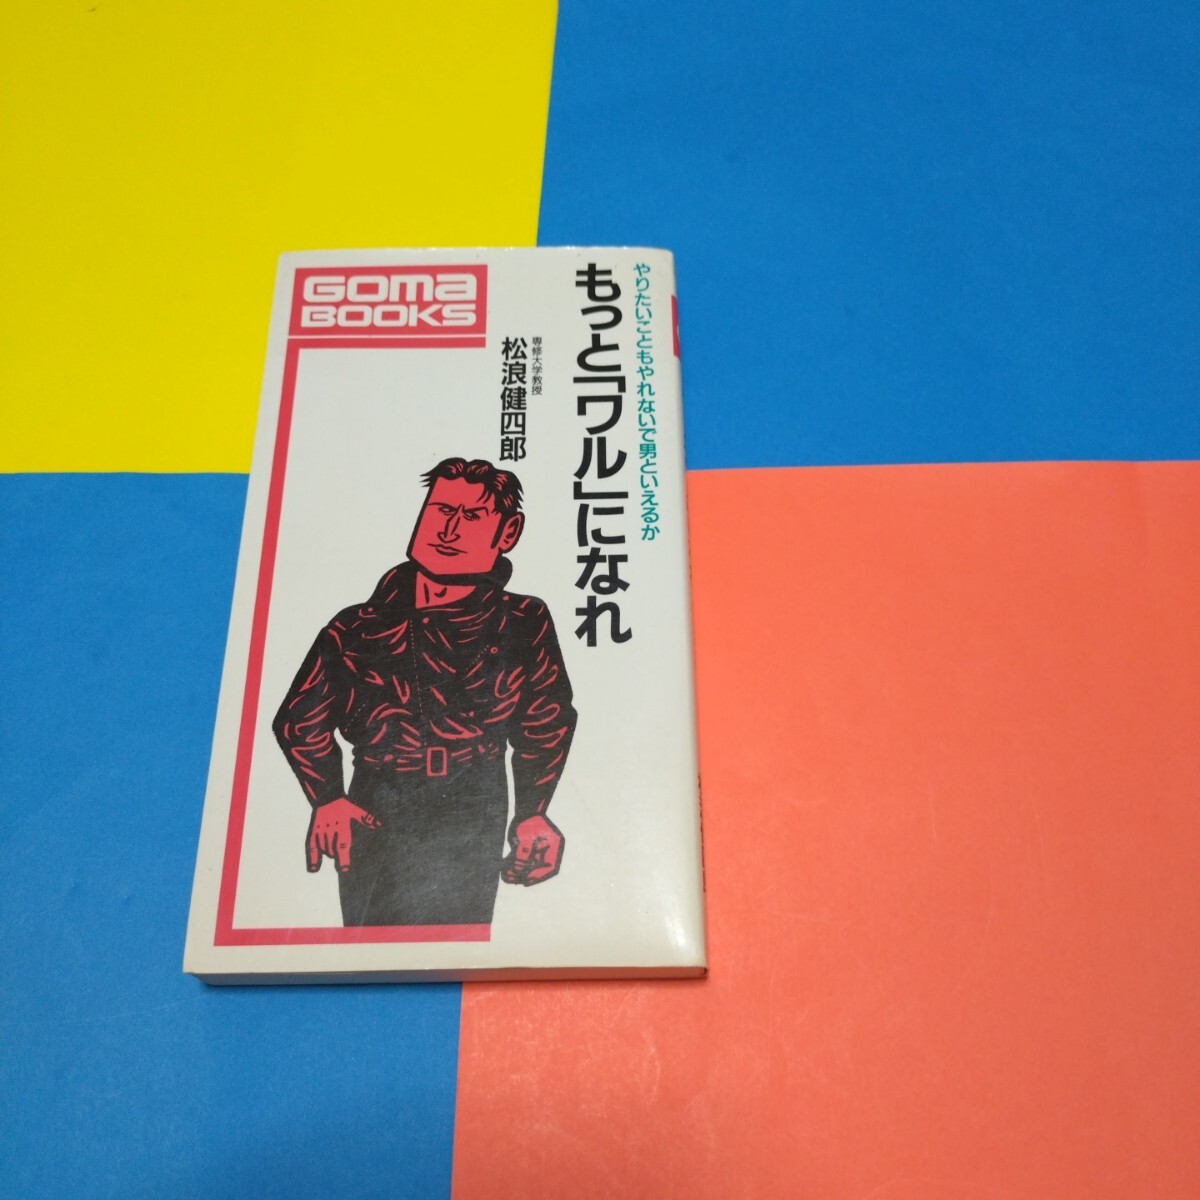 GOMa
BOOKS
やりたいこともやれないで男といえるか
もっと「ワル」になれ
専修大学教授
松浪健四郎